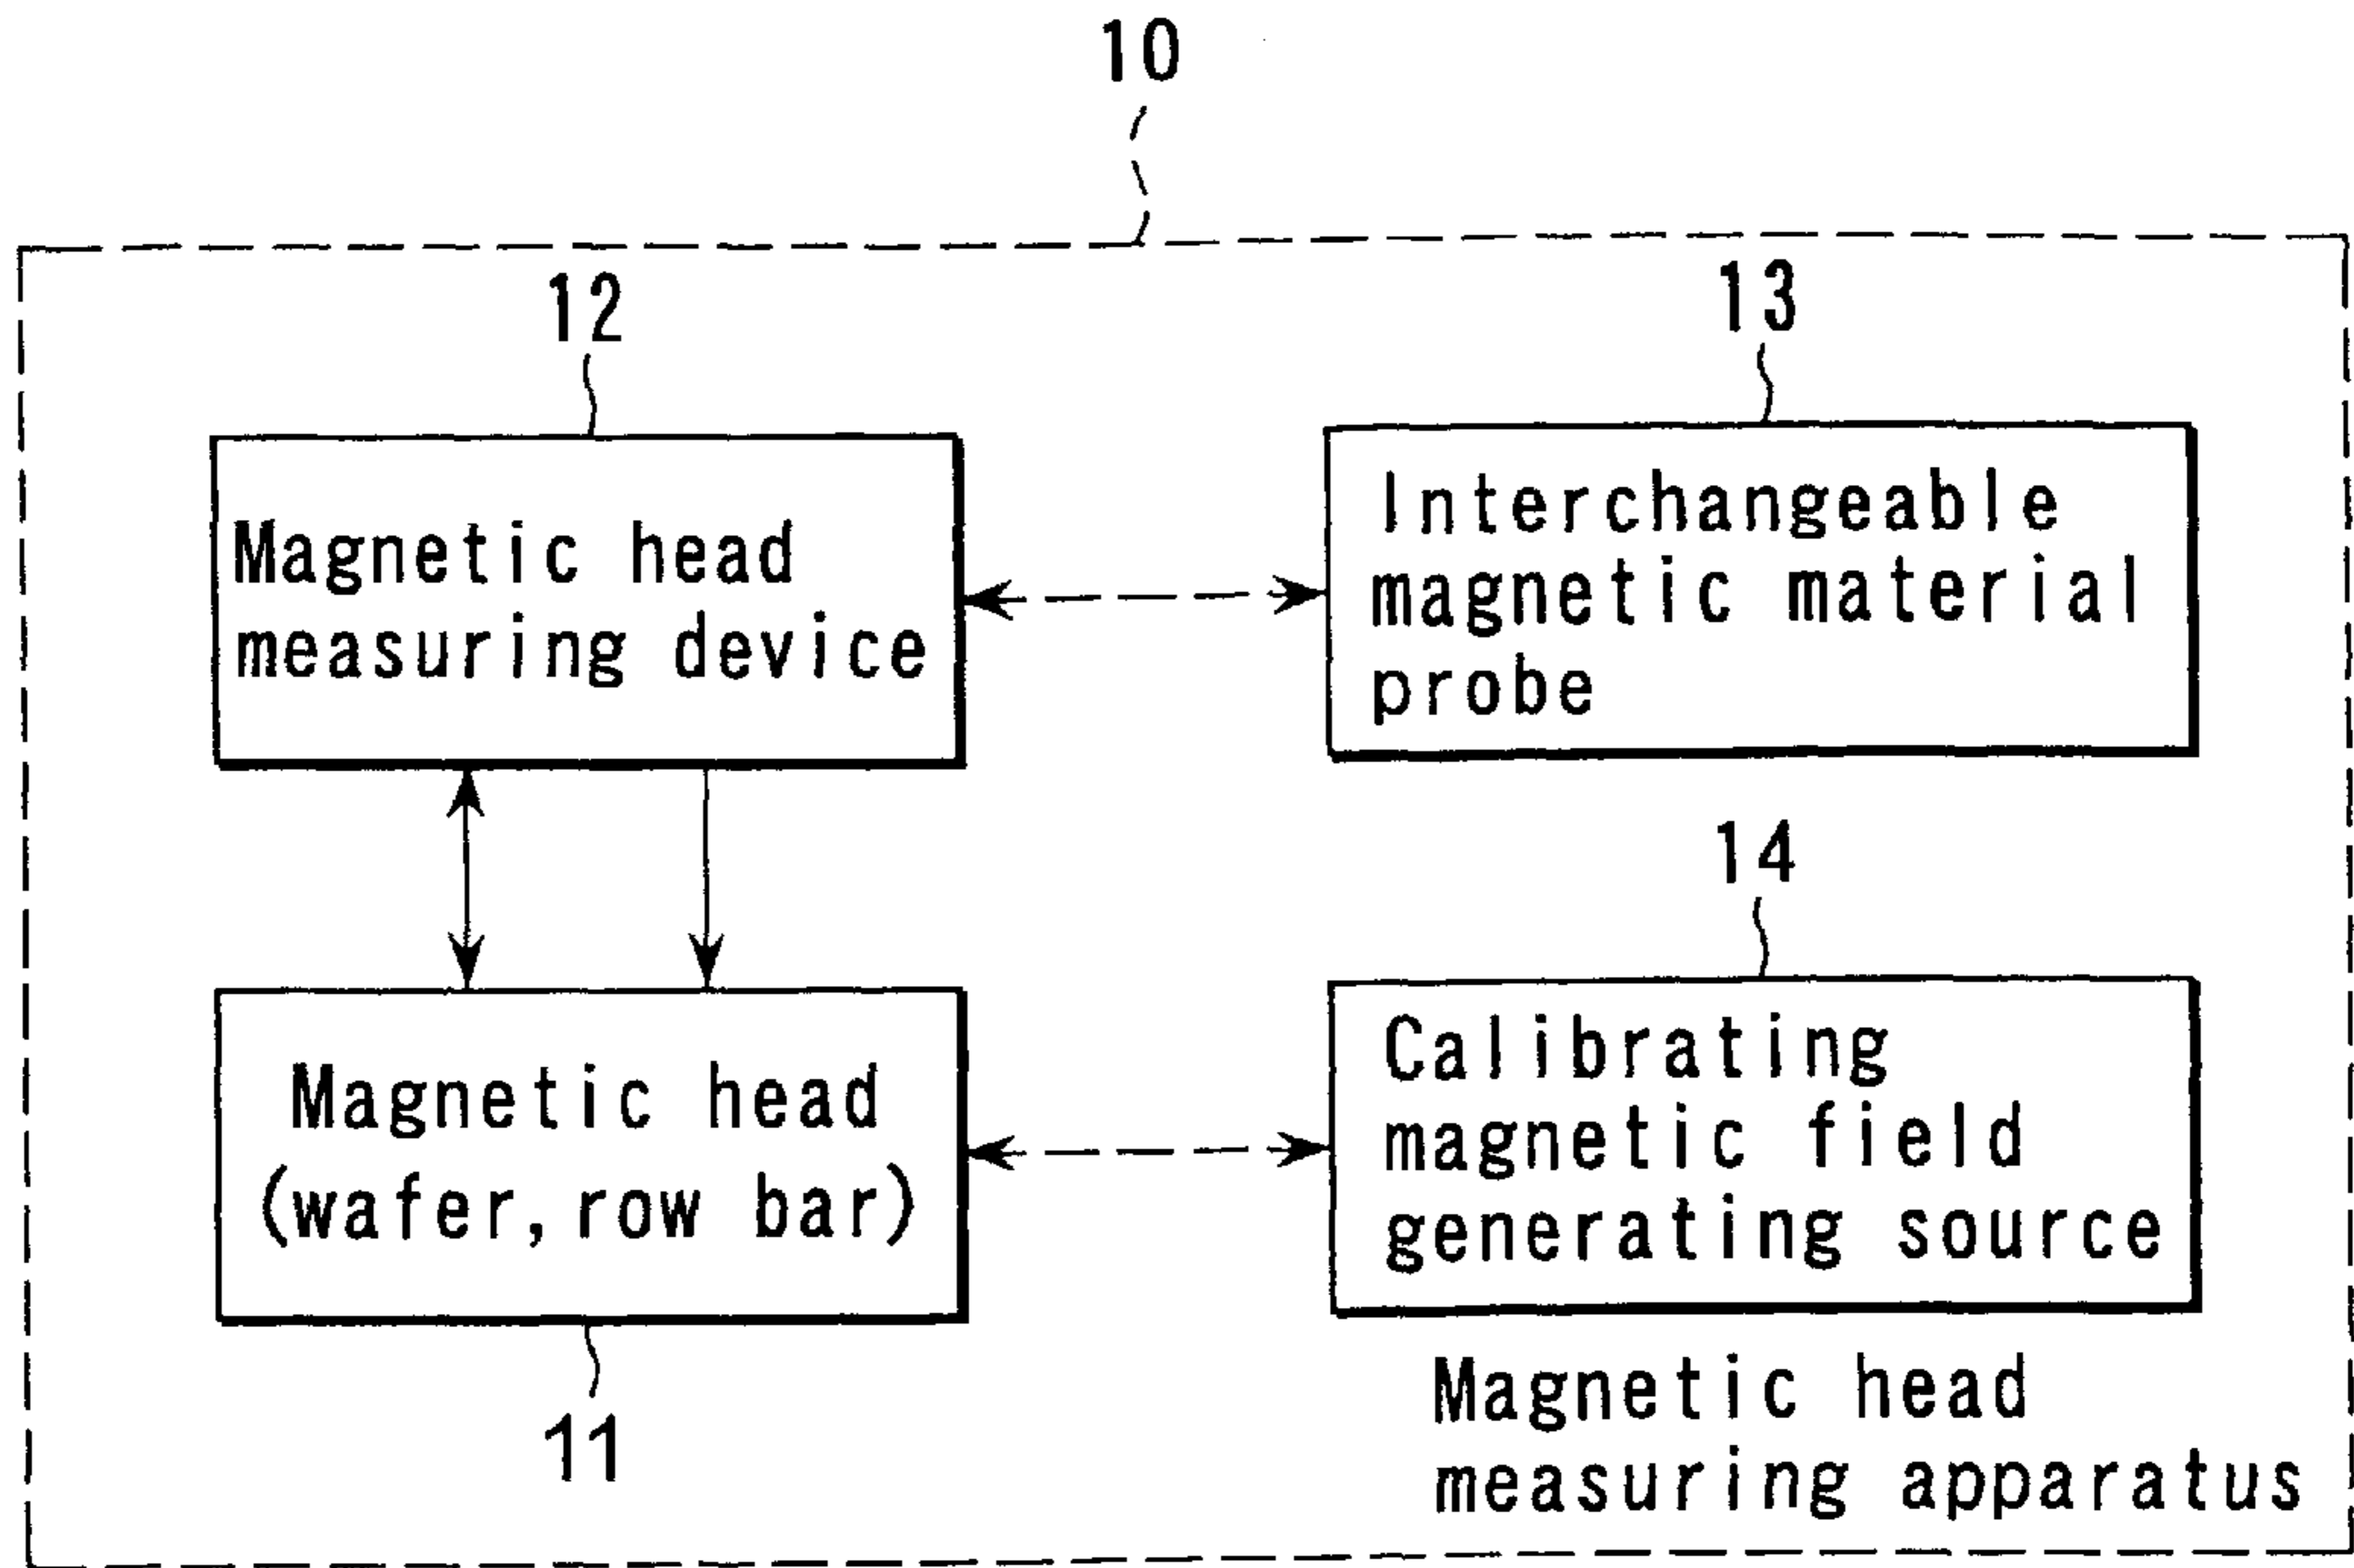 10
12
13
Magnetic head
measuring device
Interchangeable
magnetic material
probe
14
Magnetic head
(wafer, row bar)
Calibrating
magnetic field
generating source
11
Magnetic head
measuring apparatus